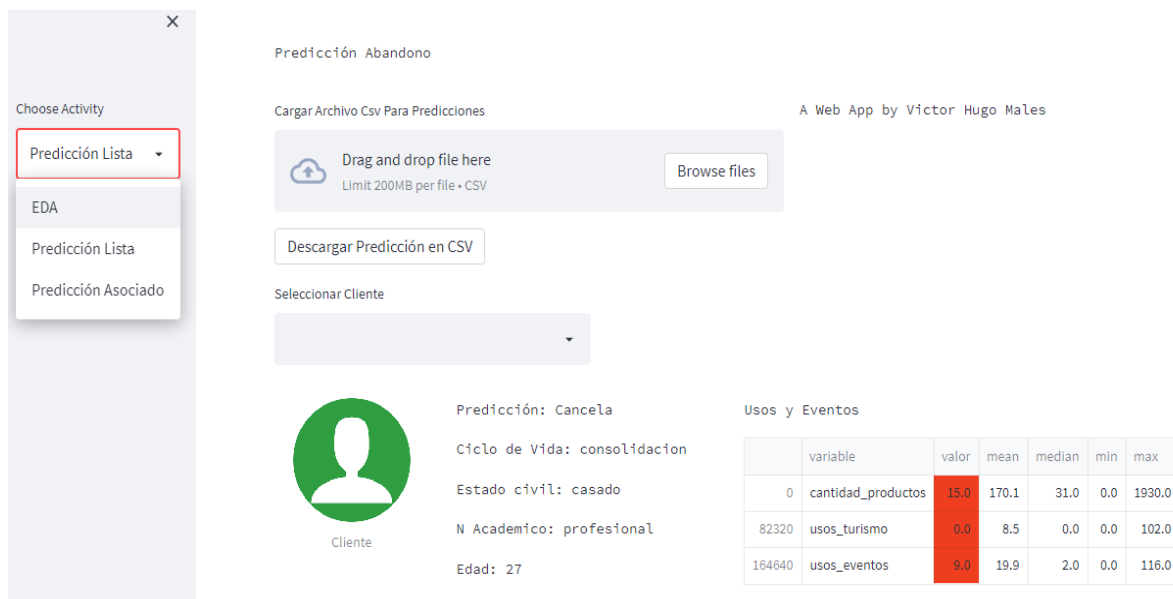 ×
Choose Activity
Predicción Lista
EDA
Predicción Lista
Predicción Asociado
Predicción Abandono
Cargar Archivo Csv Para Predicciones
A Web App by Victor Hugo Males
Drag and drop file here
Limit 200MB per file • CSV
Browse files
Descargar Predicción en CSV
Seleccionar Cliente
Cliente
Predicción: Cancela
Ciclo de Vida: consolidacion
Estado civil: casado
N Academico: profesional
Edad: 27
Usos y Eventos
variable valor mean median min max
0 cantidad_productos 15.0 170.1 31.0 0.0 1930.0
82320 usos_turismo 0.0 8.5 0.0 0.0 102.0
164640 usos_eventos 9.0 19.9 2.0 0.0 116.0